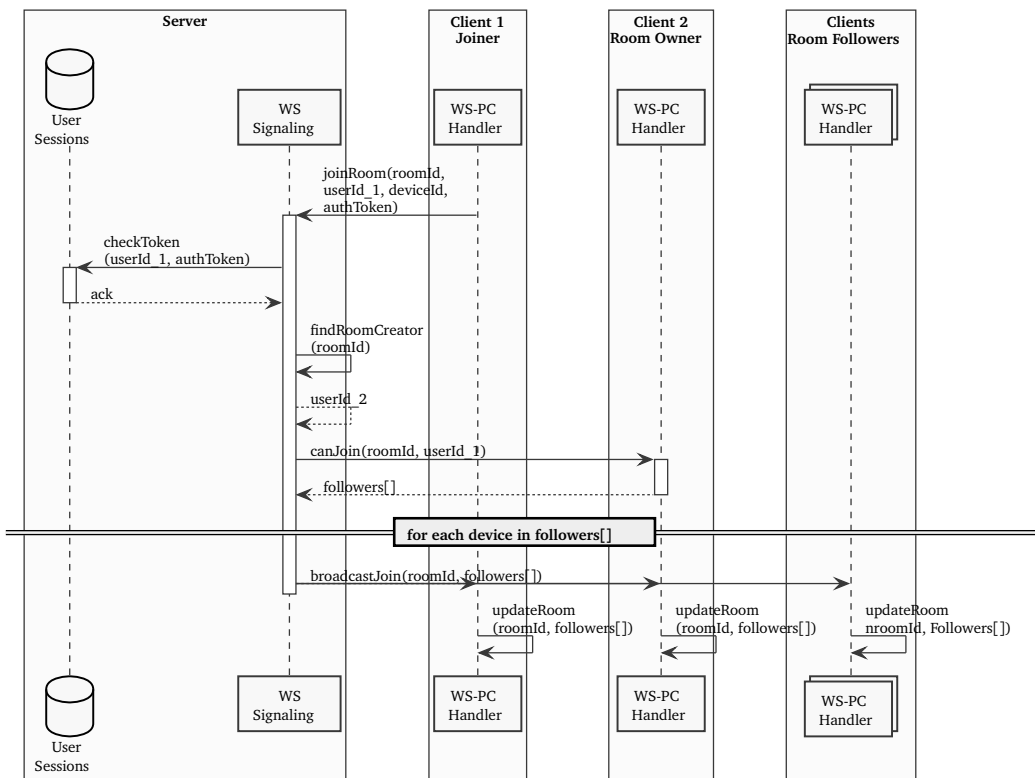 Server
Client 1
Joiner
Client 2
Room Owner
Clients
Room Followers
User
Sessions
WS
Signaling
WS-PC
Handler
WS-PC
Handler
WS-PC
Handler
joinRoom(roomId,
userId_1, deviceId,
authToken)
checkToken
(userId_1, authToken)
ack
findRoomCreator
(roomId)
userId_2
canJoin(roomId, userId_1)
followers[]
for each device in followers[]
broadcastJoin(roomId, followers[])
updateRoom
(roomId, followers[])
updateRoom
(roomId, followers[])
updateRoom
nroomId, Followers[])
User
Sessions
WS
Signaling
WS-PC
Handler
WS-PC
Handler
WS-PC
Handler